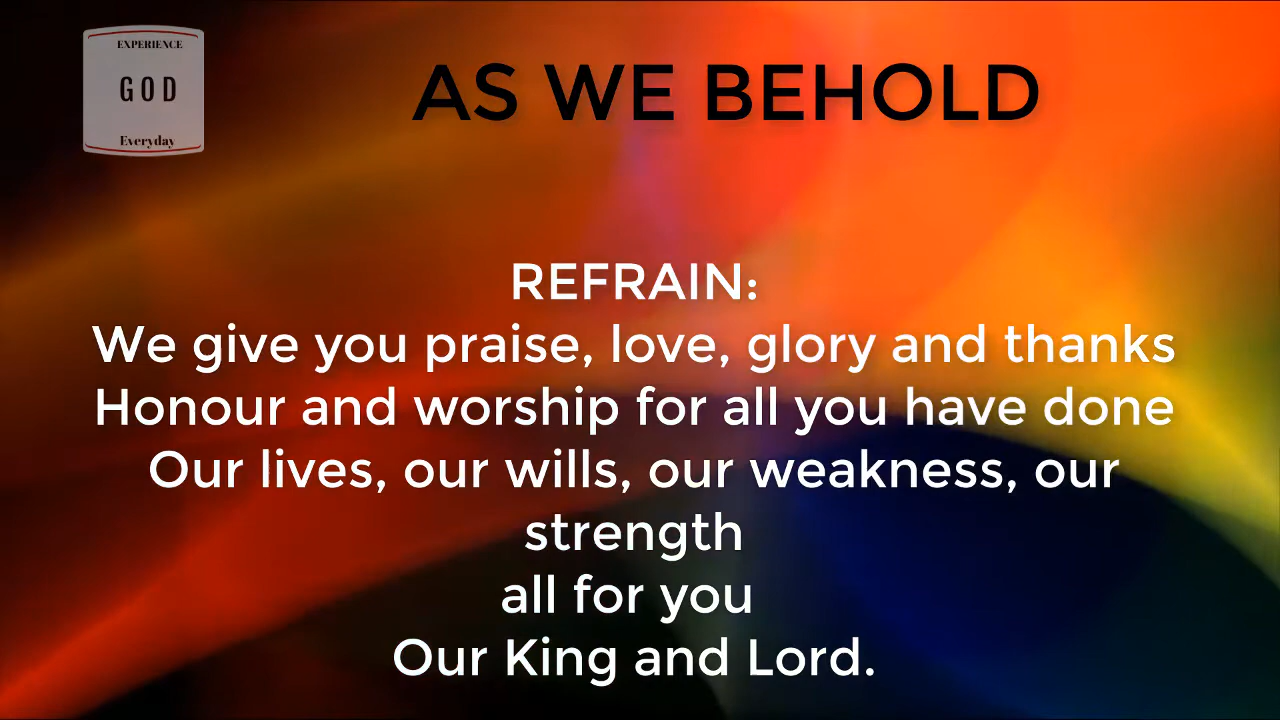 EXPERIENCE
GOD
Everyday
AS WE BEHOLD
REFRAIN:
We give you praise, love, glory and thanks
Honour and worship for all you have done
Our lives, our wills, our weakness, our
strength
all for you
Our King and Lord.